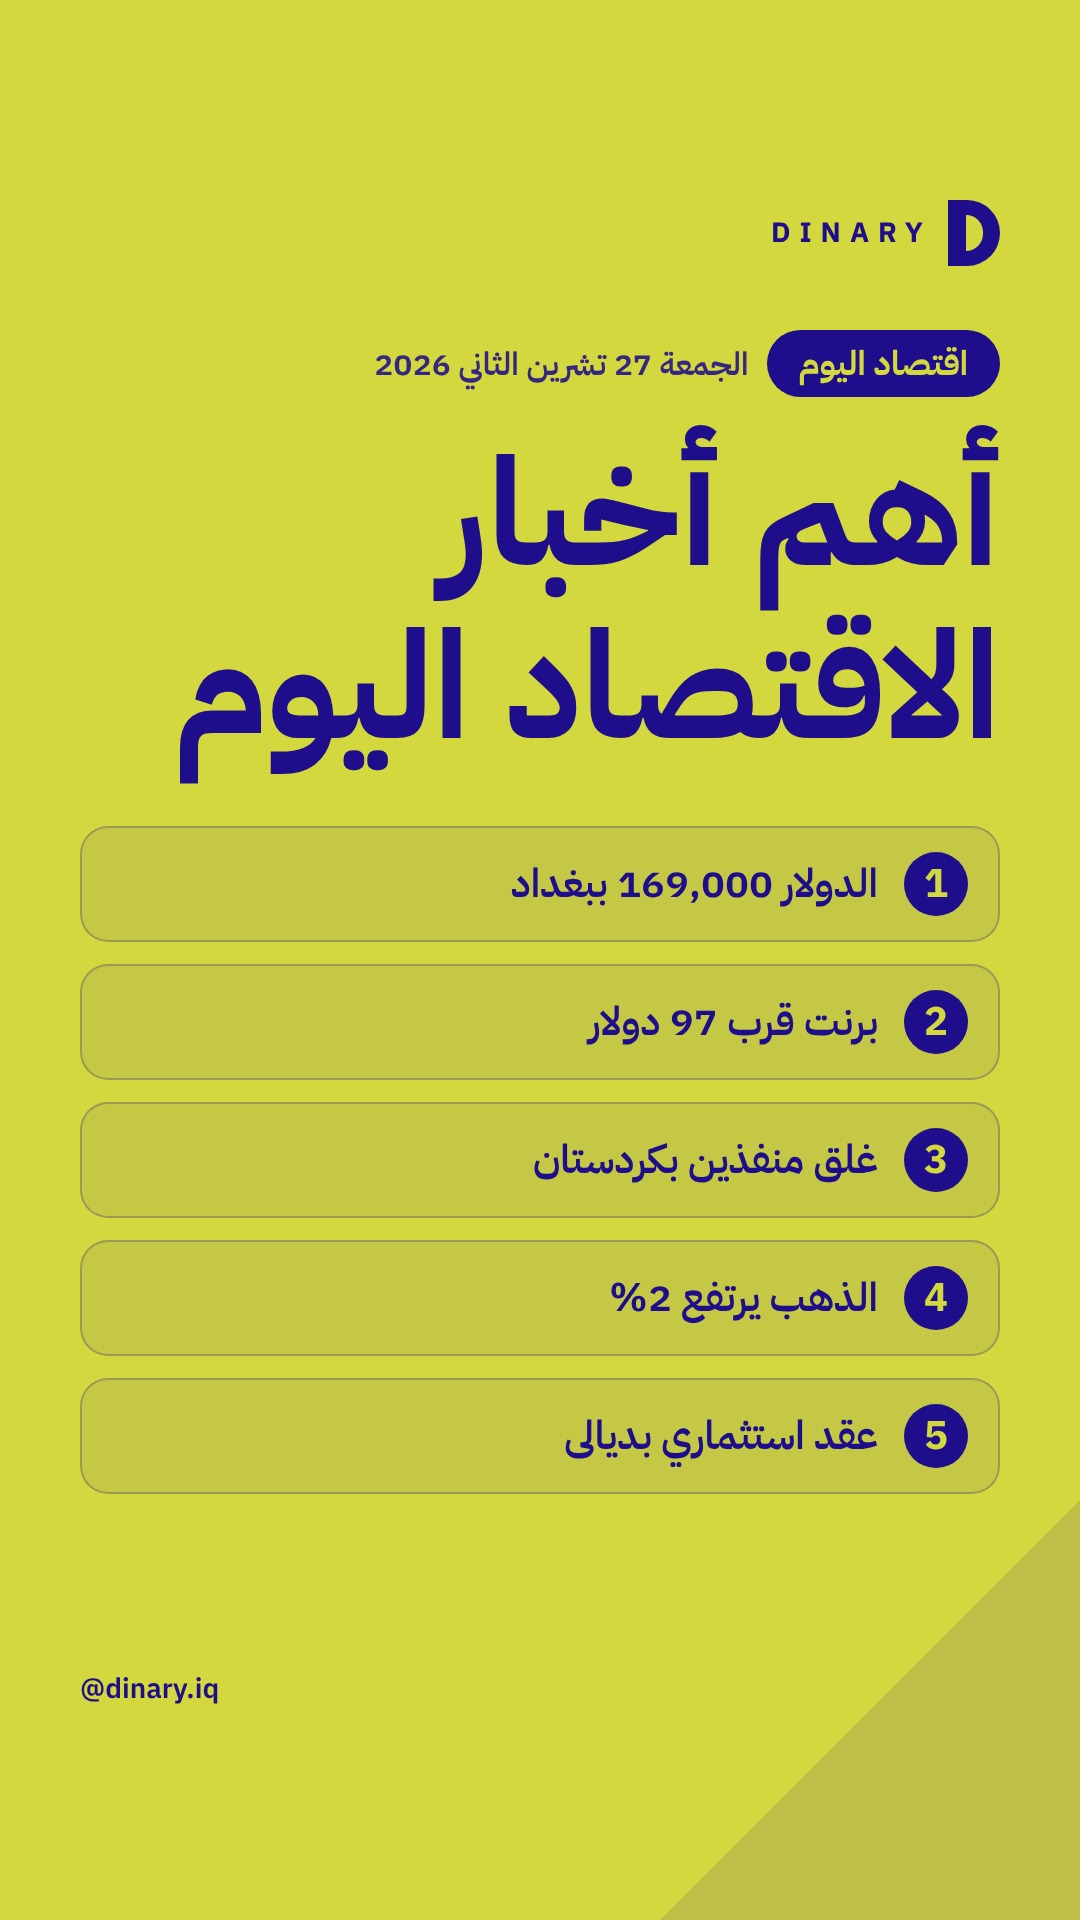 DINARY
اقتصاد اليوم الجمعة 27 تشرين الثاني 2026
أهم أخبار
الاقتصاد اليوم
1 الدولار 169,000 ببغداد
2 برنت قرب 97 دولار
3 غلق منفذين بكردستان
4 الذهب يرتفع 2%
5 عقد استثماري بديالى
@dinary.iq